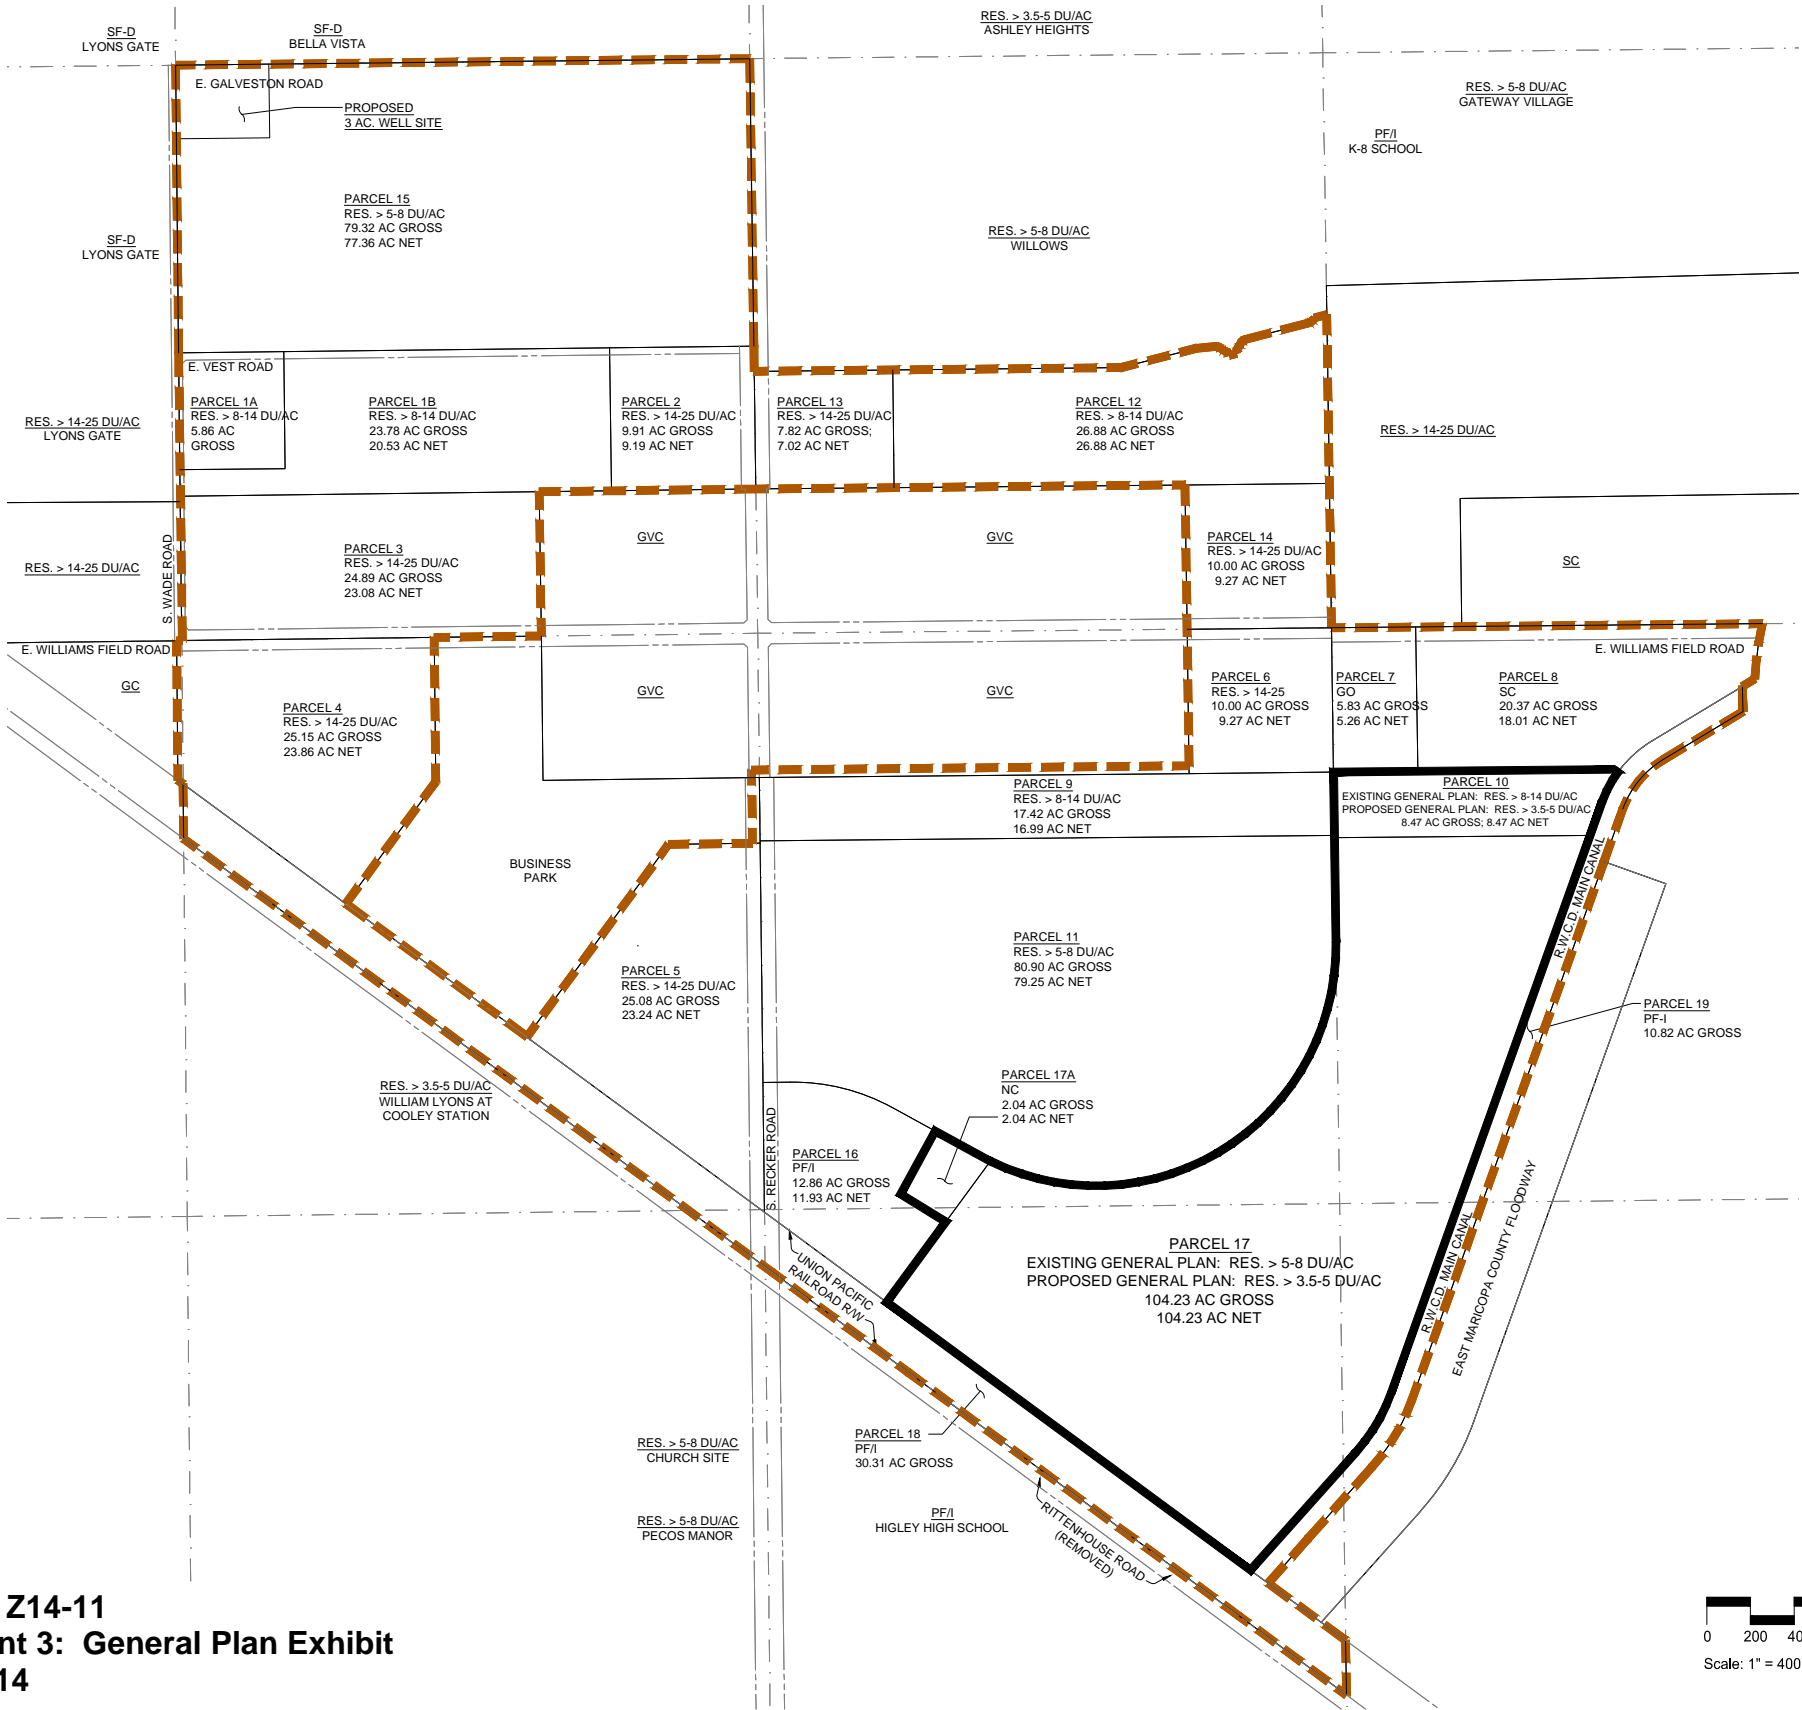 SF-D
LYONS GATE
SF-D
BELLA VISTA
RES. > 3.5-5 DU/AC
ASHLEY HEIGHTS
E. GALVESTON ROAD
PROPOSED
3 AC. WELL SITE
RES. > 5-8 DU/AC
GATEWAY VILLAGE
PF/I
K-8 SCHOOL
PARCEL 15
RES. > 5-8 DU/AC
79.32 AC GROSS
77.36 AC NET
SF-D
LYONS GATE
RES. > 5-8 DU/AC
WILLOWS
E. VEST ROAD
PARCEL 1A
RES. > 8-14 DU/AC
5.86 AC
GROSS
PARCEL 1B
RES. > 8-14 DU/AC
23.78 AC GROSS
20.53 AC NET
PARCEL 2
RES. > 14-25 DU/AC
9.91 AC GROSS
9.19 AC NET
PARCEL 13
RES. > 14-25 DU/AC
7.82 AC GROSS;
7.02 AC NET
PARCEL 12
RES. > 8-14 DU/AC
26.88 AC GROSS
26.88 AC NET
RES. > 14-25 DU/AC
LYONS GATE
RES. > 14-25 DU/AC
RES. > 14-25 DU/AC
S. WADE ROAD
PARCEL 3
RES. > 14-25 DU/AC
24.89 AC GROSS
23.08 AC NET
GVC
GVC
PARCEL 14
RES. > 14-25 DU/AC
10.00 AC GROSS
9.27 AC NET
SC
E. WILLIAMS FIELD ROAD
E. WILLIAMS FIELD ROAD
GC
PARCEL 4
RES. > 14-25 DU/AC
25.15 AC GROSS
23.86 AC NET
GVC
GVC
PARCEL 6
RES. > 14-25
10.00 AC GROSS
9.27 AC NET
PARCEL 7
GO
5.83 AC GROSS
5.26 AC NET
PARCEL 8
SC
20.37 AC GROSS
18.01 AC NET
PARCEL 9
RES. > 8-14 DU/AC
17.42 AC GROSS
16.99 AC NET
PARCEL 10
EXISTING GENERAL PLAN: RES. > 8-14 DU/AC
PROPOSED GENERAL PLAN: RES. > 3.5-5 DU/AC
8.47 AC GROSS; 8.47 AC NET
BUSINESS
PARK
R.W.C.D. MAIN CANAL
PARCEL 11
RES. > 5-8 DU/AC
80.90 AC GROSS
79.25 AC NET
PARCEL 5
RES. > 14-25 DU/AC
25.08 AC GROSS
23.24 AC NET
PARCEL 19
PF-I
10.82 AC GROSS
RES. > 3.5-5 DU/AC
WILLIAM LYONS AT
COOLEY STATION
PARCEL 17A
NC
2.04 AC GROSS
2.04 AC NET
S. RECKER ROAD
PARCEL 16
PF/I
12.86 AC GROSS
11.93 AC NET
UNION PACIFIC
RAILROAD R/W
PARCEL 17
EXISTING GENERAL PLAN: RES. > 5-8 DU/AC
PROPOSED GENERAL PLAN: RES. > 3.5-5 DU/AC
104.23 AC GROSS
104.23 AC NET
R.W.C.D. MAIN CANAL
EAST MARICOPA COUNTY FLOODWAY
RES. > 5-8 DU/AC
CHURCH SITE
PARCEL 18
PF/I
30.31 AC GROSS
RES. > 5-8 DU/AC
PECOS MANOR
PF/I
HIGLEY HIGH SCHOOL
RITTENHOUSE ROAD
(REMOVED)
Z14-11
nt 3: General Plan Exhibit
14
0 200 40
Scale: 1" = 400